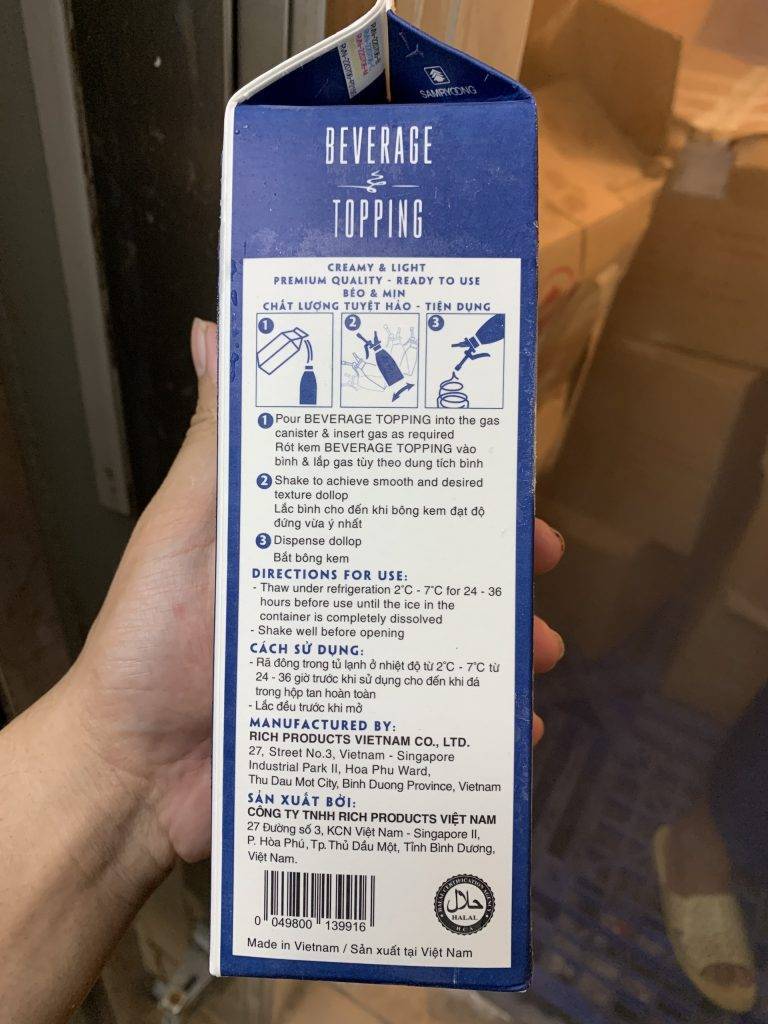 SAMRYOONG
BEVERAGE
TOPPING
CREAMY & LIGHT
PREMIUM QUALITY - READY TO USE
BÉO & MỊN
CHẤT LƯỢNG TUYỆT HẢO - TIỆN DỤNG
1
2
3
1 Pour BEVERAGE TOPPING into the gas
canister & insert gas as required
Rót kem BEVERAGE TOPPING vào
bình & lắp gas tùy theo dung tích bình
2 Shake to achieve smooth and desired
texture dollop
Lắc bình cho đến khi bông kem đạt độ
đứng vừa ý nhất
3 Dispense dollop
Bắt bông kem
DIRECTIONS FOR USE:
- Thaw under refrigeration 2°C - 7°C for 24 - 36
hours before use until the ice in the
container is completely dissolved
- Shake well before opening
CÁCH SỬ DỤNG:
- Rã đông trong tủ lạnh ở nhiệt độ từ 2°C - 7°C từ
24 - 36 giờ trước khi sử dụng cho đến khi đá
trong hộp tan hoàn toàn
- Lắc đều trước khi mở
MANUFACTURED BY:
RICH PRODUCTS VIETNAM CO., LTD.
27, Street No.3, Vietnam - Singapore
Industrial Park II, Hoa Phu Ward,
Thu Dau Mot City, Binh Duong Province, Vietnam
SẢN XUẤT BỞI:
CÔNG TY TNHH RICH PRODUCTS VIỆT NAM
27 Đường số 3, KCN Việt Nam - Singapore II,
P. Hòa Phú, Tp. Thủ Dầu Một, Tỉnh Bình Dương,
Việt Nam.
0 049800 139916
حلال
HALAL
Made in Vietnam / Sản xuất tại Việt Nam